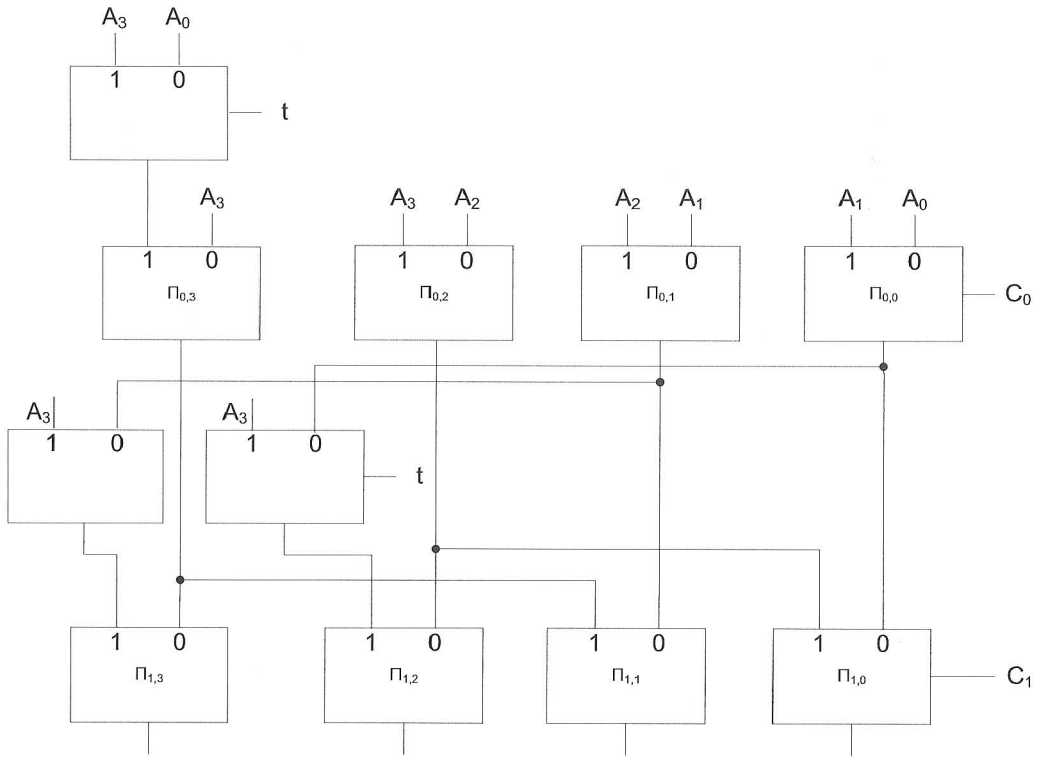 A₃ A₀
1 0
t
A₃ A₃ A₂ A₂ A₁ A₁ A₀
1 0 1 0 1 0 1 0
П₀,₃ П₀,₂ П₀,₁ П₀,₀ C₀
A₃ A₃
1 0 1 0
t
1 0 1 0 1 0 1 0
П₁,₃ П₁,₂ П₁,₁ П₁,₀ C₁